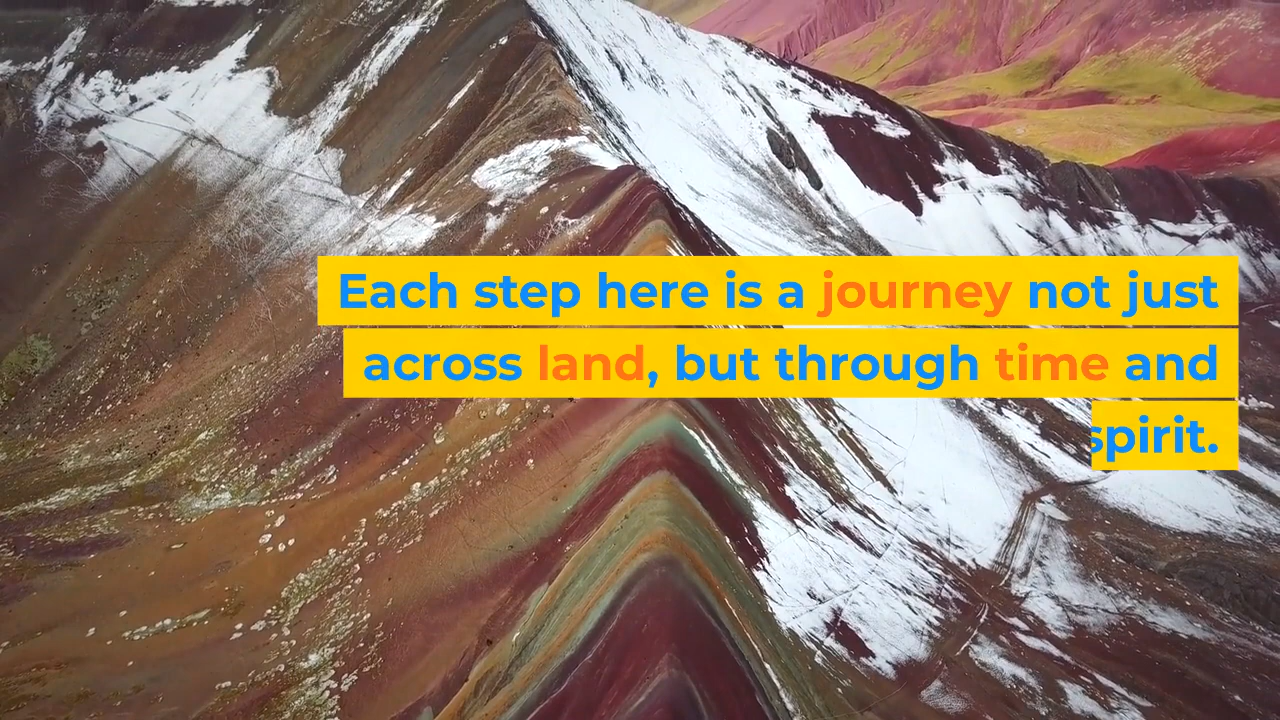 Each step here is a journey not just
across land, but through time and
spirit.